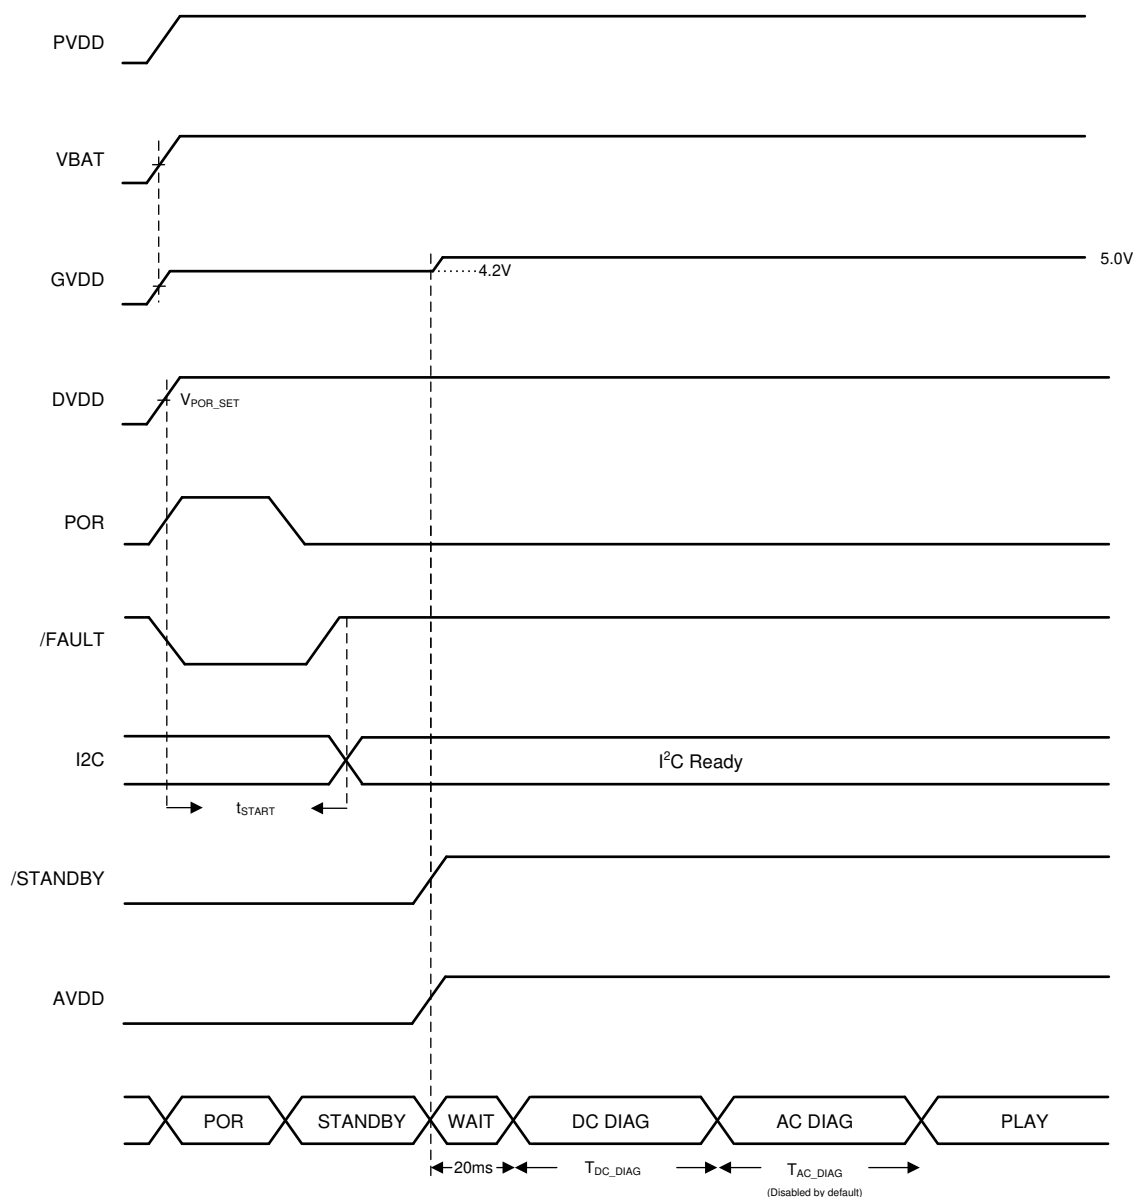 PVDD
VBAT
GVDD
4.2V
5.0V
DVDD
VPOR_SET
POR
/FAULT
I2C
I²C Ready
tSTART
/STANDBY
AVDD
POR
STANDBY
WAIT
DC DIAG
AC DIAG
PLAY
20ms
TDC_DIAG
TAC_DIAG
(Disabled by default)